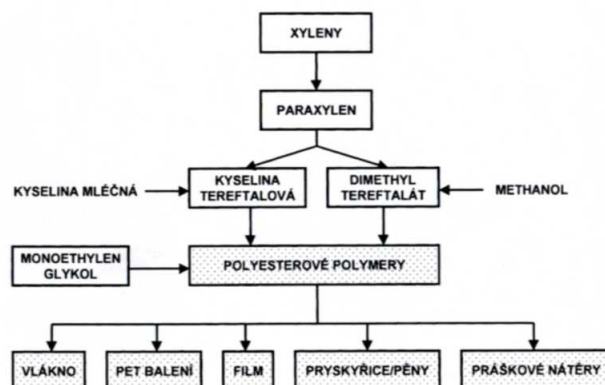 XYLENY
PARAXYLEN
KYSELINA MLÉČNÁ
KYSELINA
TEREFTALOVÁ
DIMETHYL
TEREFTALÁT
METHANOL
MONOETHYLEN
GLYKOL
POLYESTEROVÉ POLYMERY
VLÁKNO
PET BALENÍ
FILM
PRYSKYŘICE/PĚNY
PRÁŠKOVÉ NÁTĚRY